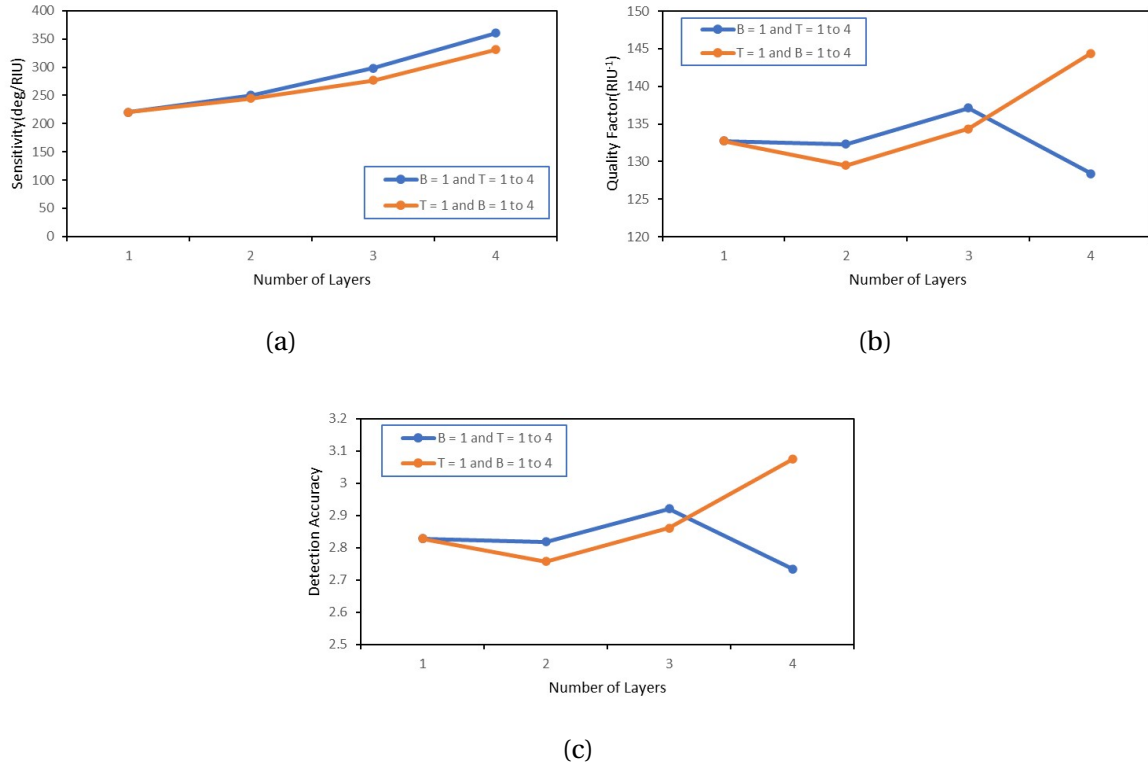 400
350
300
250
200
150
100
50
0
Sensitivity(deg/RIU)
B = 1 and T = 1 to 4
T = 1 and B = 1 to 4
1 2 3 4
Number of Layers
(a)
150
145
140
135
130
125
120
Quality Factor(RIU⁻¹)
B = 1 and T = 1 to 4
T = 1 and B = 1 to 4
1 2 3 4
Number of Layers
(b)
3.2
3.1
3
2.9
2.8
2.7
2.6
2.5
Detection Accuracy
B = 1 and T = 1 to 4
T = 1 and B = 1 to 4
1 2 3 4
Number of Layers
(c)